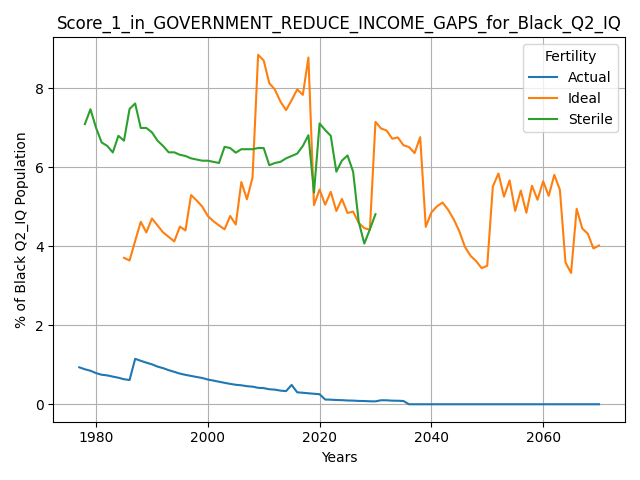 Score_1_in_GOVERNMENT_REDUCE_INCOME_GAPS_for_Black_Q2_IQ
Fertility
Actual
Ideal
Sterile
% of Black Q2_IQ Population
8
6
4
2
0
1980 2000 2020 2040 2060
Years